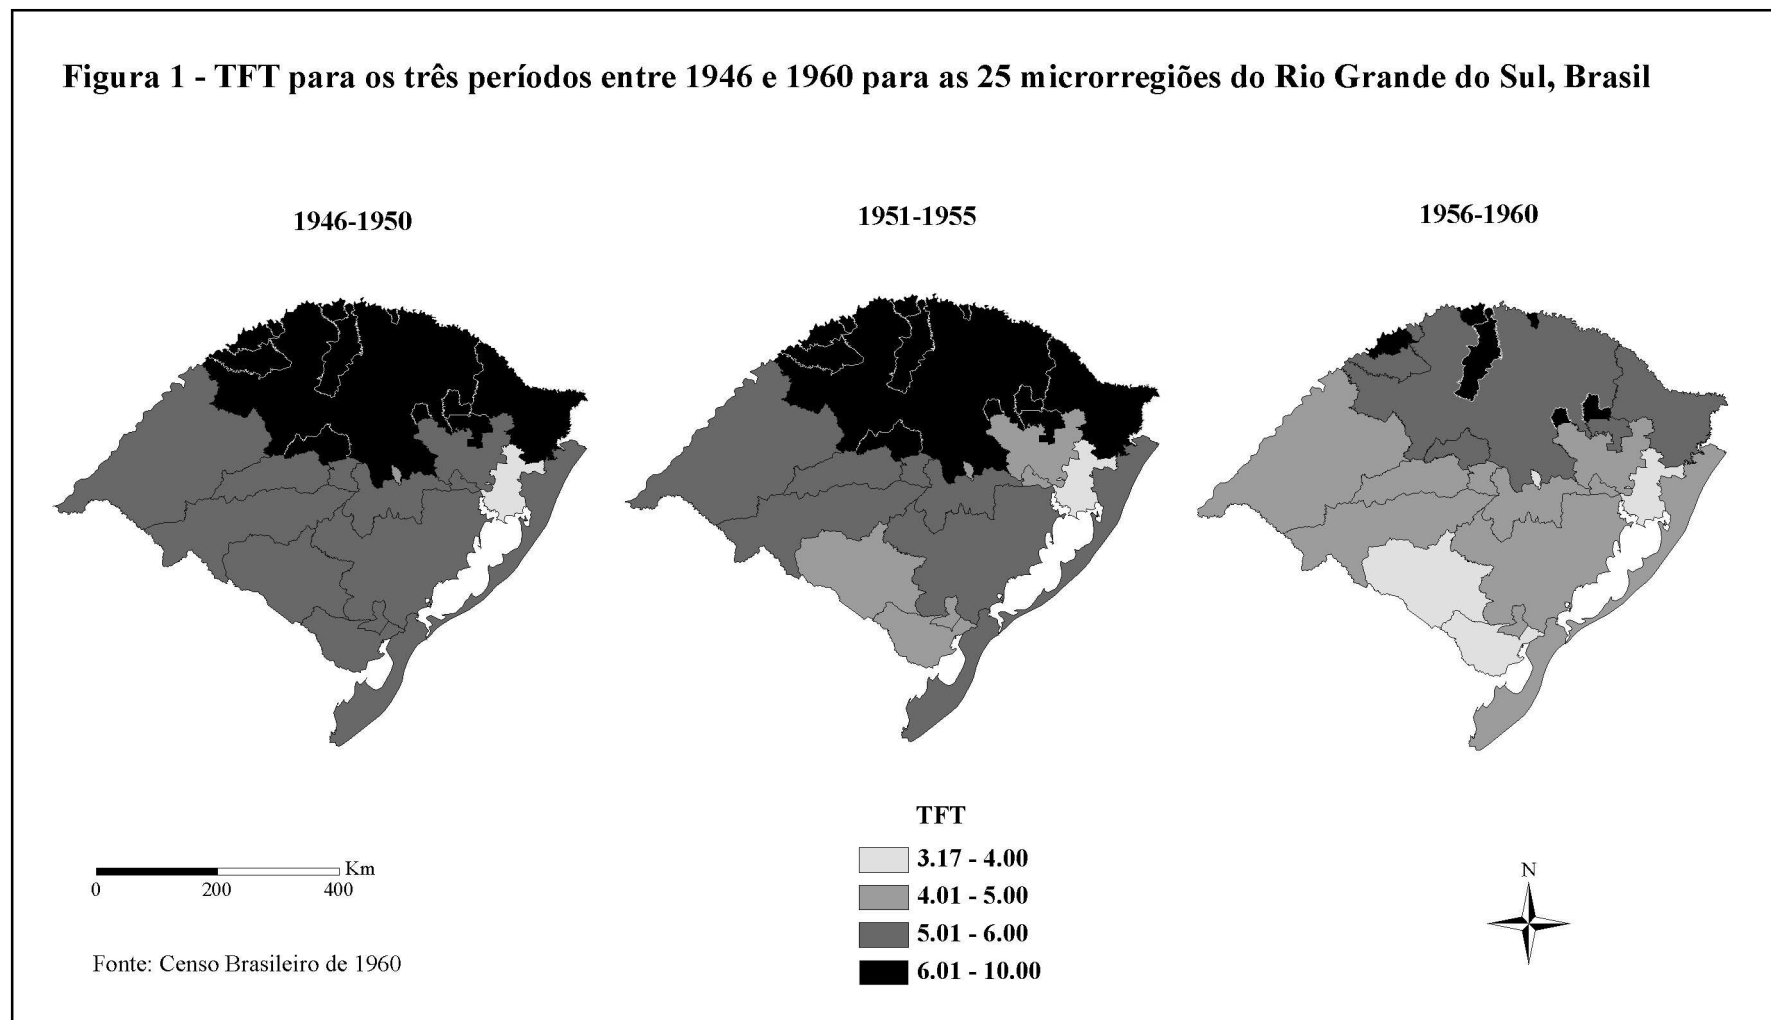 Figura 1 - TFT para os três períodos entre 1946 e 1960 para as 25 microrregiões do Rio Grande do Sul, Brasil
1946-1950
1951-1955
1956-1960
TFT
3.17 - 4.00
4.01 - 5.00
5.01 - 6.00
6.01 - 10.00
Km
0 200 400
N
Fonte: Censo Brasileiro de 1960